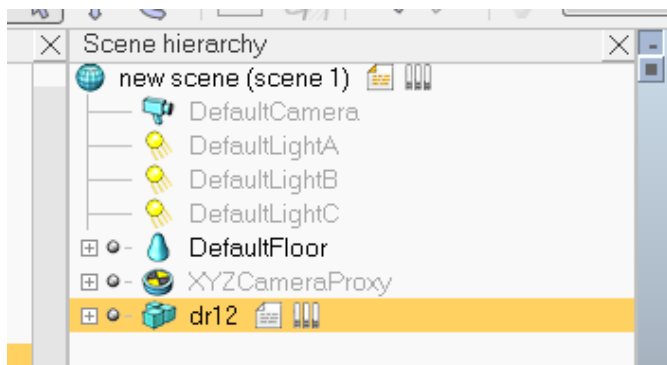 Scene hierarchy
new scene (scene 1)
DefaultCamera
DefaultLightA
DefaultLightB
DefaultLightC
DefaultFloor
XYZCameraProxy
dr12